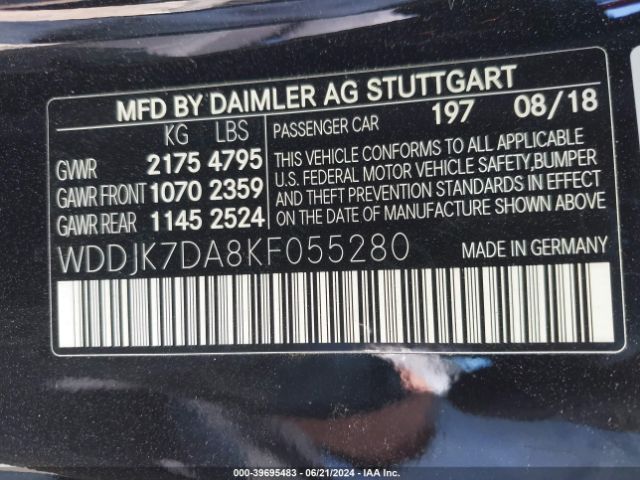 MFD BY DAIMLER AG STUTTGART
KG LBS PASSENGER CAR 197 08/18
GVWR 2175 4795
GAWR FRONT 1070 2359
GAWR REAR 1145 2524
THIS VEHICLE CONFORMS TO ALL APPLICABLE
U.S. FEDERAL MOTOR VEHICLE SAFETY,BUMPER
AND THEFT PREVENTION STANDARDS IN EFFECT
ON THE DATE OF MANUFACTURE SHOWN ABOVE.
WDDJK7DA8KF055280 MADE IN GERMANY
000-39695483 - 06/21/2024 - IAA Inc.